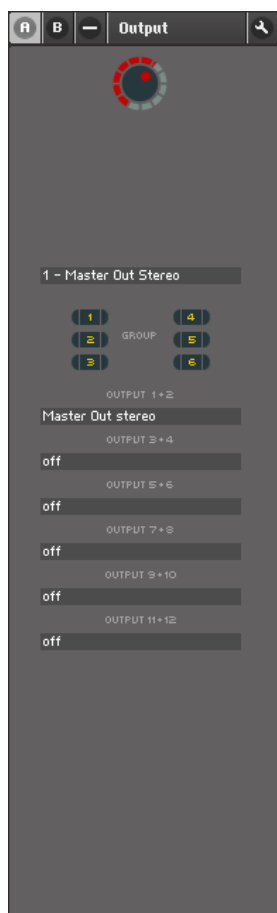 A B Output
1 - Master Out Stereo
1 4
2 GROUP 5
3 6
OUTPUT 1+2
Master Out stereo
OUTPUT 3+4
off
OUTPUT 5+6
off
OUTPUT 7+8
off
OUTPUT 9+10
off
OUTPUT 11+12
off